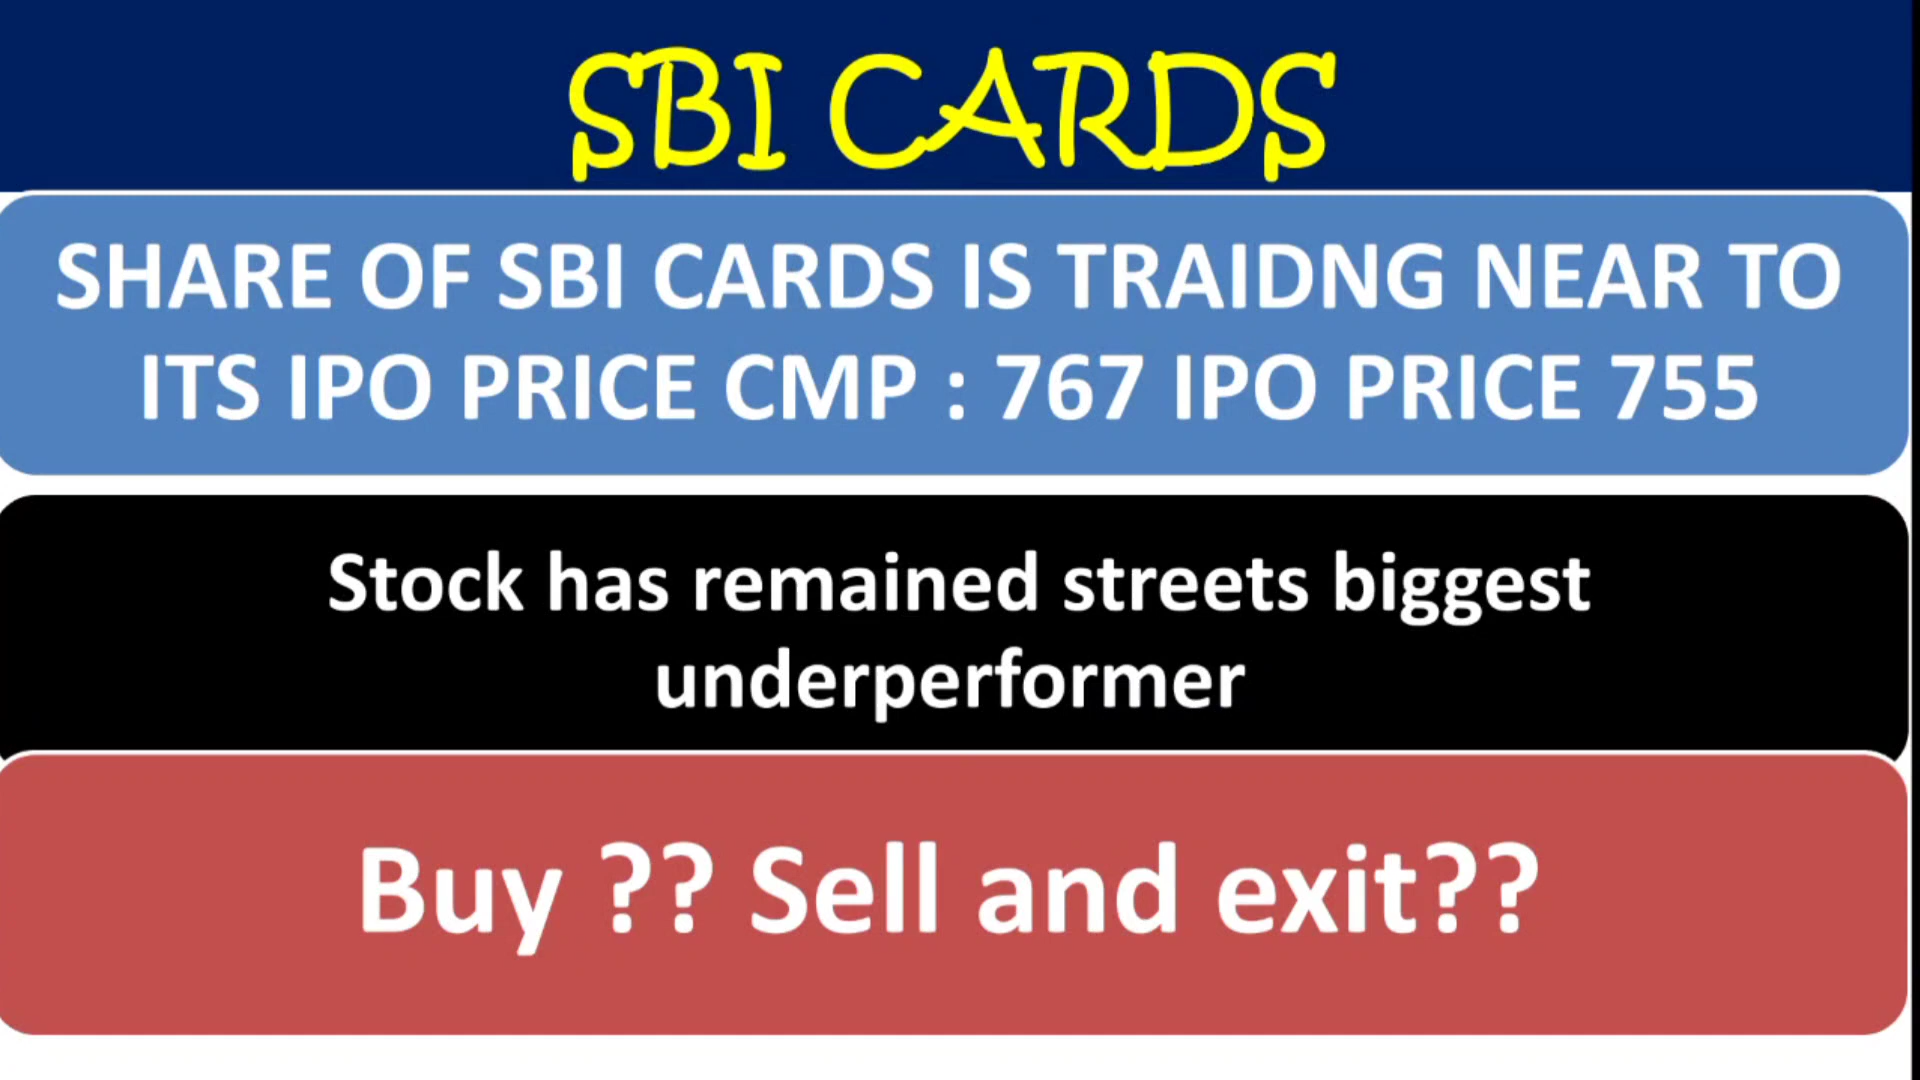 SBI CARDS
SHARE OF SBI CARDS IS TRAIDNG NEAR TO
ITS IPO PRICE CMP : 767 IPO PRICE 755
Stock has remained streets biggest
underperformer
Buy ?? Sell and exit??